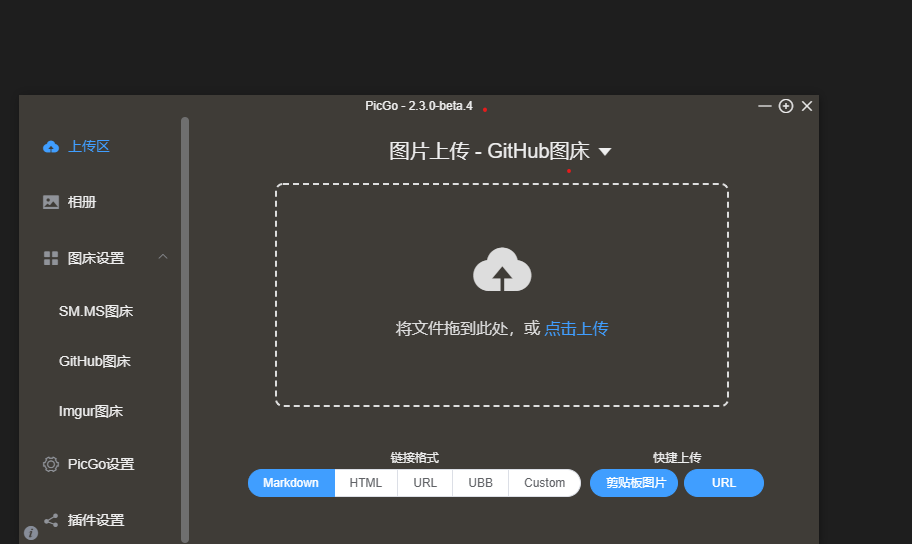 PicGo - 2.3.0-beta.4
上传区
相册
图床设置
SM.MS图床
GitHub图床
Imgur图床
PicGo设置
插件设置
图片上传 - GitHub图床
将文件拖到此处，或 点击上传
链接格式
Markdown HTML URL UBB Custom
快捷上传
剪贴板图片 URL